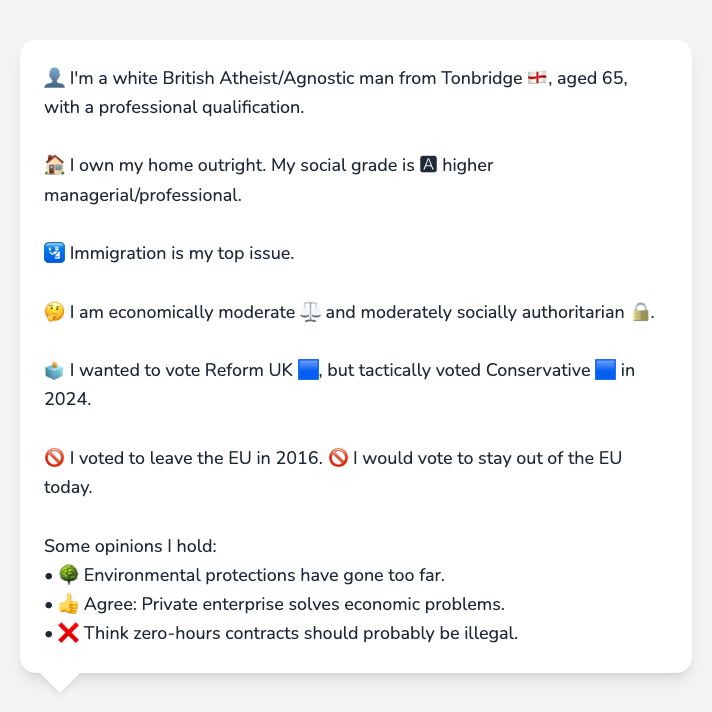 👤 I'm a white British Atheist/Agnostic man from Tonbridge 🏴󠁧󠁢󠁥󠁮󠁧󠁿, aged 65,
with a professional qualification.
🏠 I own my home outright. My social grade is 🅰 higher
managerial/professional.
🛂 Immigration is my top issue.
🤔 I am economically moderate ⚖️ and moderately socially authoritarian 🔒.
🗳️ I wanted to vote Reform UK 🟦, but tactically voted Conservative 🟦 in
2024.
🚫 I voted to leave the EU in 2016. 🚫 I would vote to stay out of the EU
today.
Some opinions I hold:
• 🌳 Environmental protections have gone too far.
• 👍 Agree: Private enterprise solves economic problems.
• ❌ Think zero-hours contracts should probably be illegal.